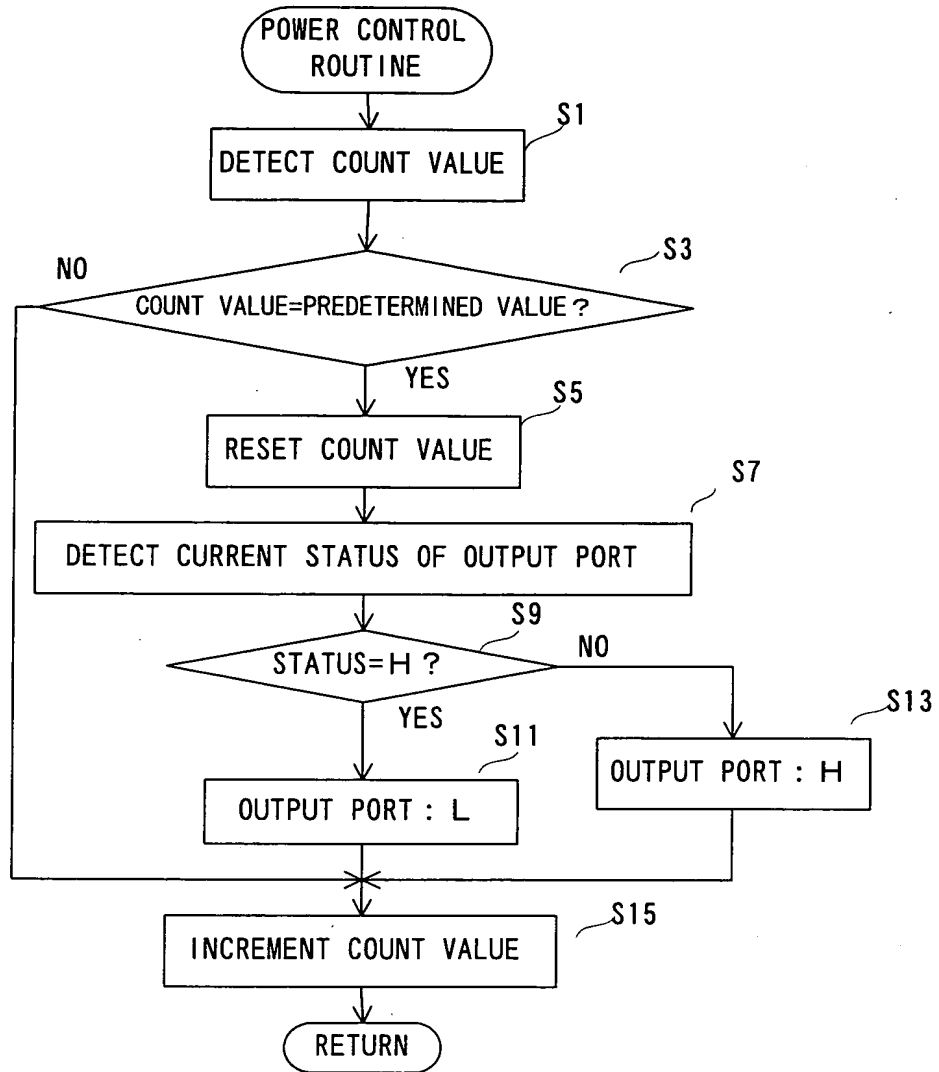 POWER CONTROL
ROUTINE
S1
DETECT COUNT VALUE
S3
NO
COUNT VALUE=PREDETERMINED VALUE?
YES
S5
RESET COUNT VALUE
S7
DETECT CURRENT STATUS OF OUTPUT PORT
S9
STATUS=H?
NO
YES
S11
S13
OUTPUT PORT : L
OUTPUT PORT : H
S15
INCREMENT COUNT VALUE
RETURN